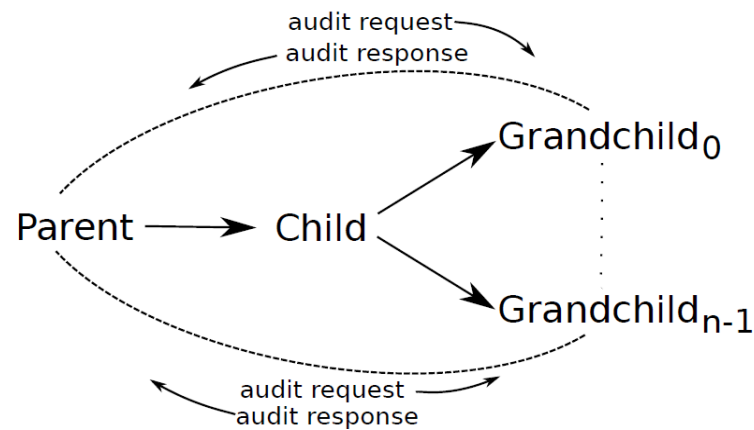 audit request
audit response
Grandchild0
Parent
Child
Grandchildn-1
audit request
audit response